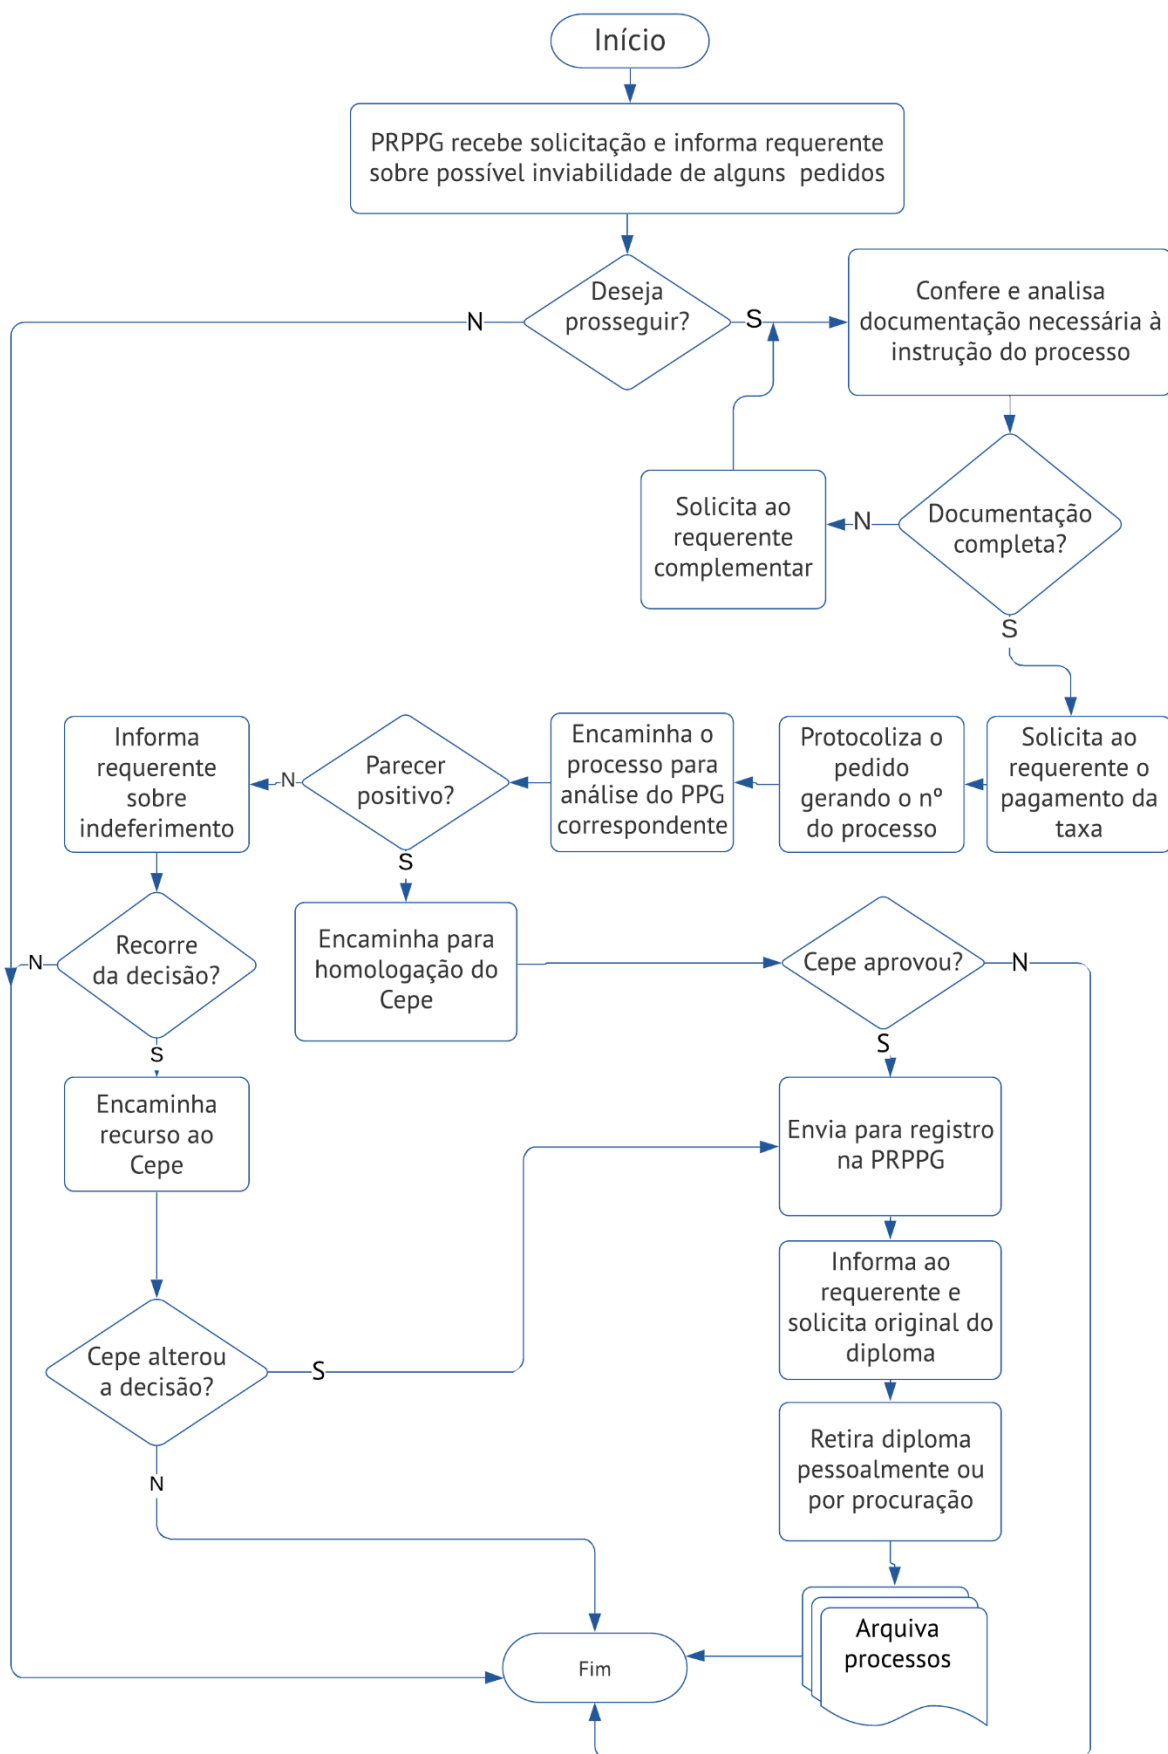 Início
PRPPG recebe solicitação e informa requerente
sobre possível inviabilidade de alguns pedidos
Deseja
prosseguir?
N
S
Confere e analisa
documentação necessária à
instrução do processo
Documentação
completa?
N
Solicita ao
requerente
complementar
S
Solicita ao
requerente o
pagamento da
taxa
Protocoliza o
pedido
gerando o nº
do processo
Encaminha o
processo para
análise do PPG
correspondente
Parecer
positivo?
N
Informa
requerente
sobre
indeferimento
S
Encaminha para
homologação do
Cepe
Cepe aprovou?
N
Recorre
da decisão?
N
S
S
Encaminha
recurso ao
Cepe
Envia para registro
na PRPPG
Informa ao
requerente e
solicita original do
diploma
Cepe alterou
a decisão?
S
N
Retira diploma
pessoalmente ou
por procuração
Arquiva
processos
Fim